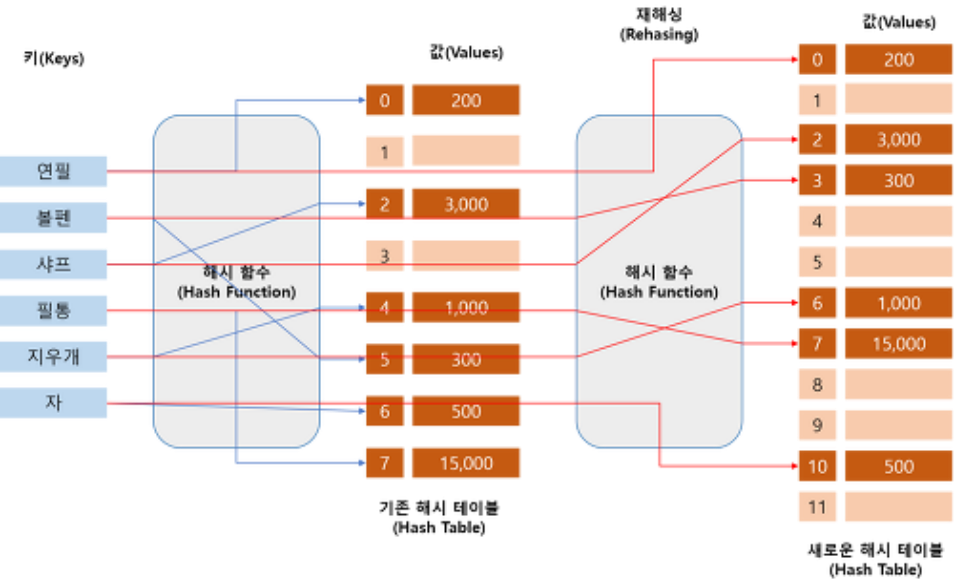 키(Keys)
연필
볼펜
샤프
필통
지우개
자
해시 함수
(Hash Function)
값(Values)
0 200
1
2 3,000
3
4 1,000
5 300
6 500
7 15,000
기존 해시 테이블
(Hash Table)
재해싱
(Rehasing)
해시 함수
(Hash Function)
값(Values)
0 200
1
2 3,000
3 300
4
5
6 1,000
7 15,000
8
9
10 500
11
새로운 해시 테이블
(Hash Table)